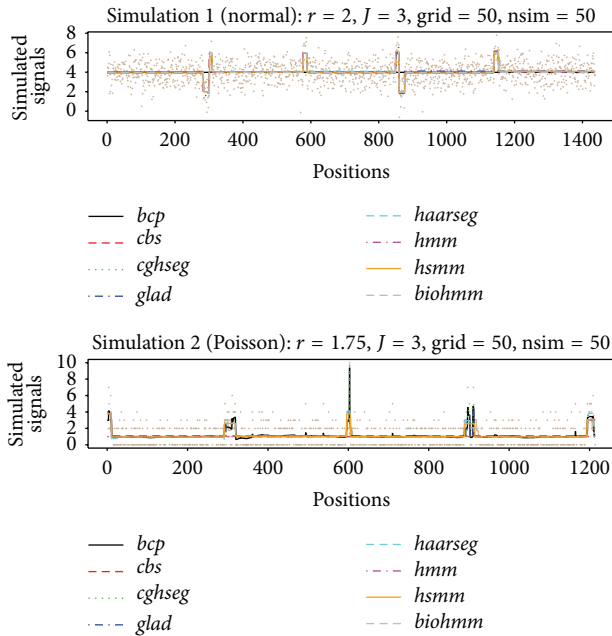 Simulation 1 (normal): r = 2, J = 3, grid = 50, nsim = 50
Simulated
signals
8
6
4
2
0
0 200 400 600 800 1000 1200 1400
Positions
bcp
cbs
cghseg
glad
haarseg
hmm
hsmm
biohmm
Simulation 2 (Poisson): r = 1.75, J = 3, grid = 50, nsim = 50
Simulated
signals
10
8
6
4
2
0
0 200 400 600 800 1000 1200
Positions
bcp
cbs
cghseg
glad
haarseg
hmm
hsmm
biohmm